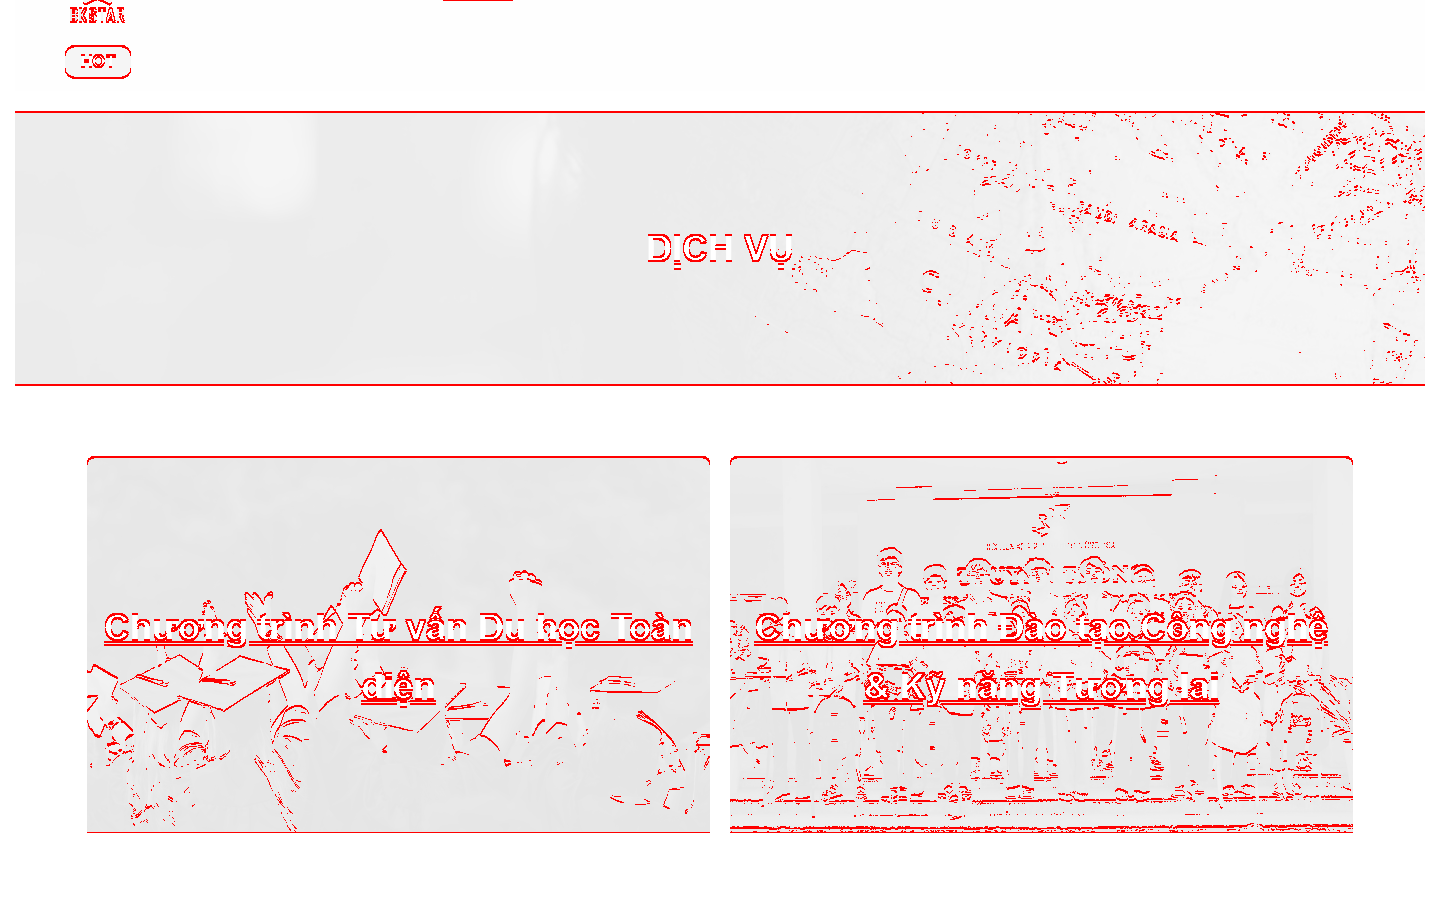 HOT
DỊCH VỤ
Chương trình Tư vấn Du học Toàn
diện
Chương trình Đào tạo Công nghệ
& Kỹ năng Tương lai